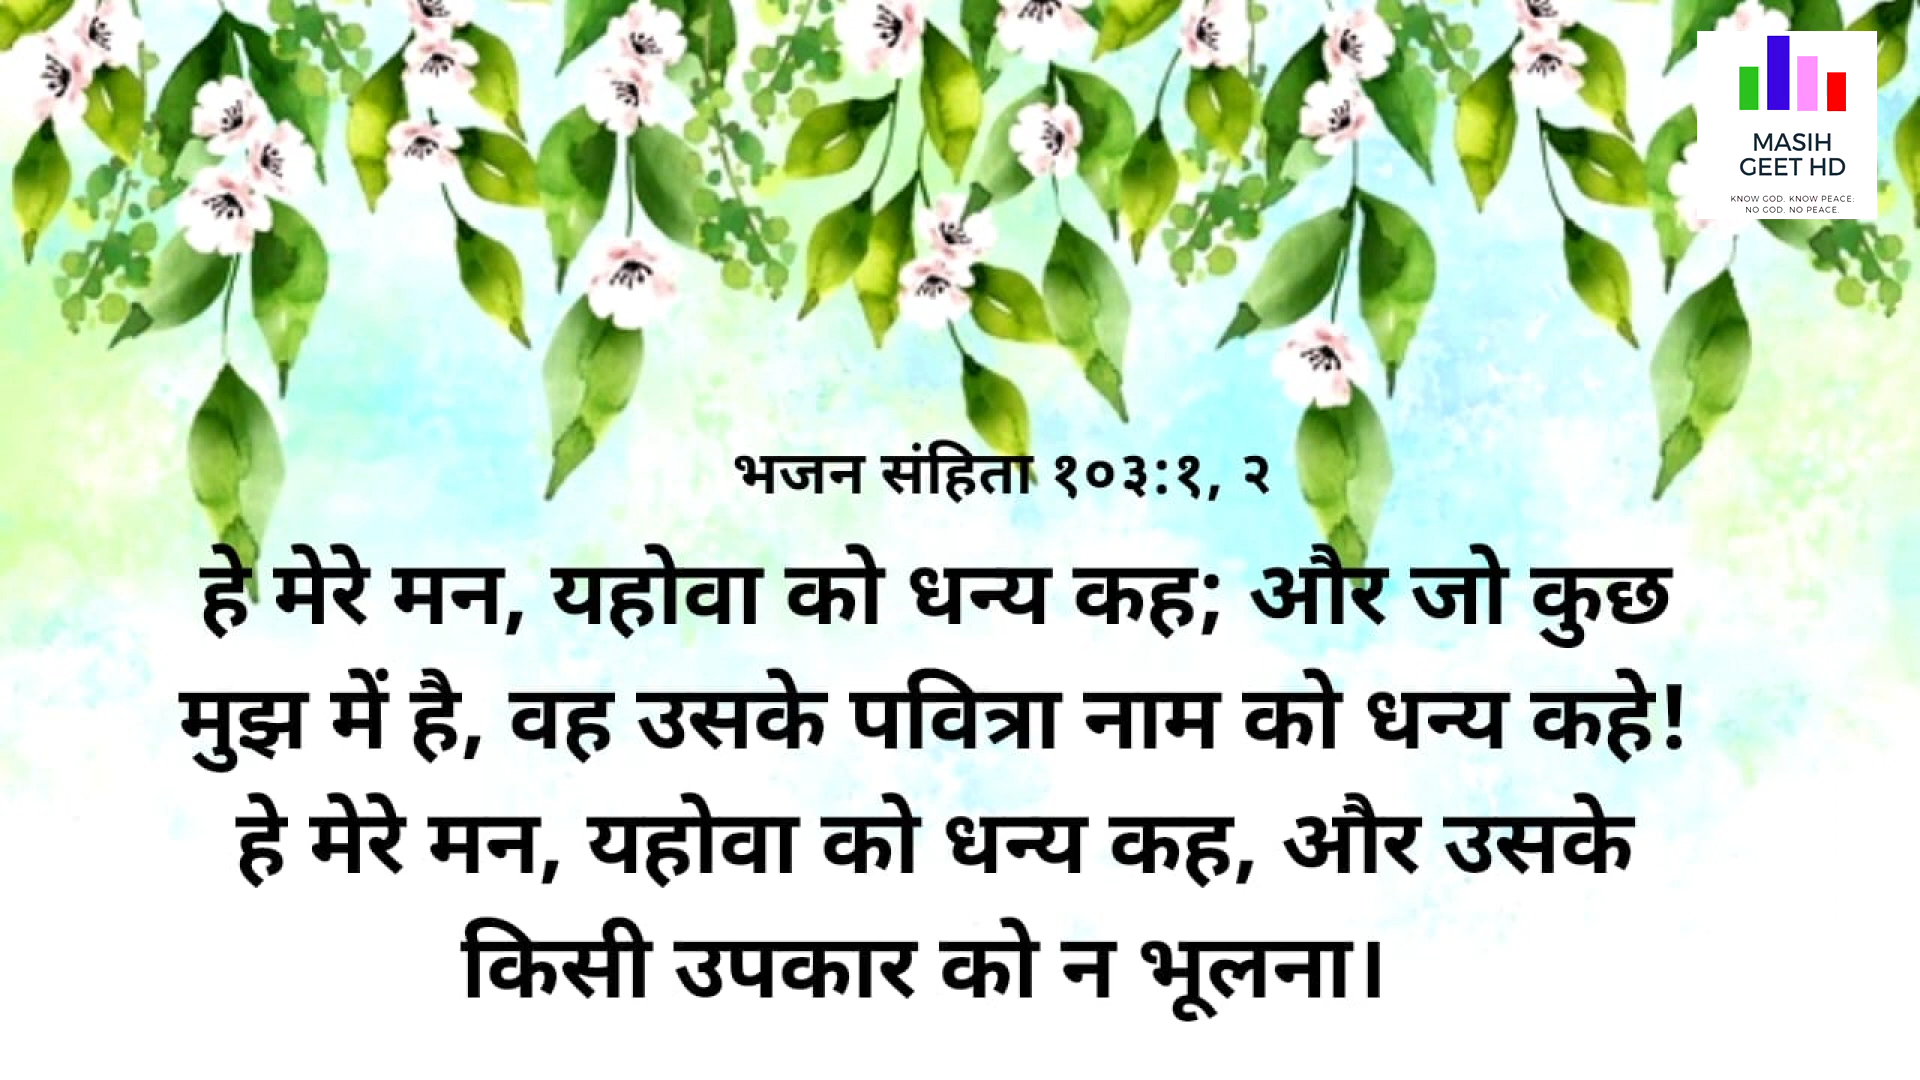 MASIH
GEET HD
KNOW GOD. KNOW PEACE:
NO GOD. NO PEACE.
भजन संहिता १०३:१, २
हे मेरे मन, यहोवा को धन्य कह; और जो कुछ
मुझ में है, वह उसके पवित्रा नाम को धन्य कहे!
हे मेरे मन, यहोवा को धन्य कह, और उसके
किसी उपकार को न भूलना।